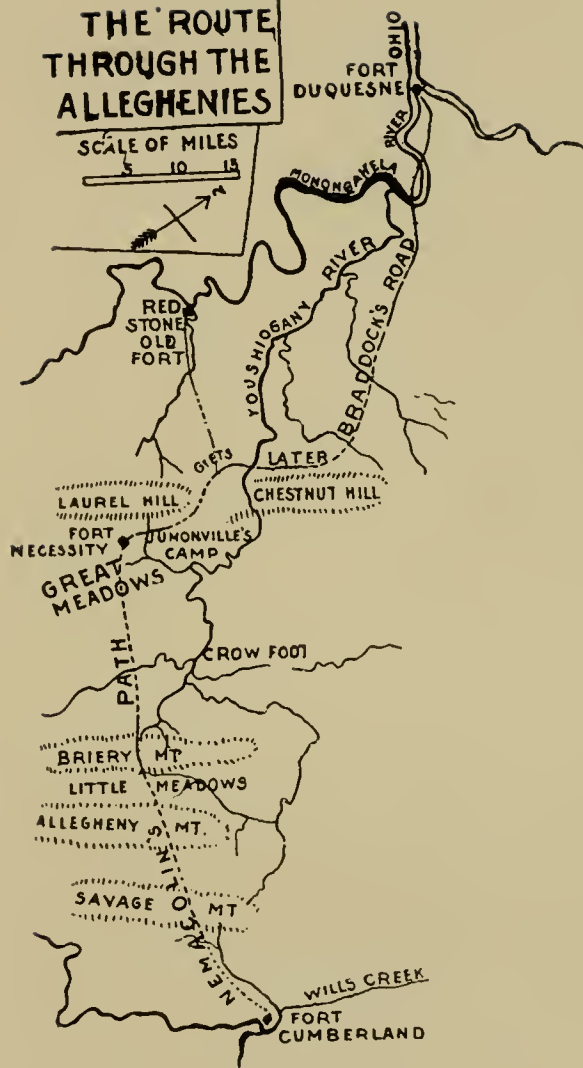 THE ROUTE
THROUGH THE
ALLEGHENIES
SCALE OF MILES
5 10 15
N
OHIO
RIVER
FORT
DUQUESNE
MONONGAHELA
YOUSHIOGANY RIVER
BRADDOCK'S ROAD
RED
STONE
OLD
FORT
GISTS
LATER
LAUREL HILL
CHESTNUT HILL
FORT
NECESSITY
JUMONVILLE'S
CAMP
GREAT
MEADOWS
CROW FOOT
NEMASOLINS PATH
BRIERY MT
LITTLE MEADOWS
ALLEGHENY MT.
SAVAGE MT
WILLS CREEK
FORT
CUMBERLAND